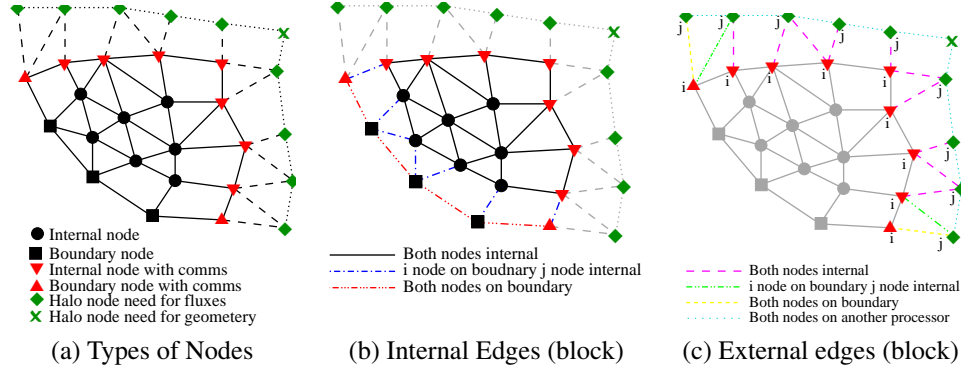 Internal node
Boundary node
Internal node with comms
Boundary node with comms
Halo node need for fluxes
Halo node need for geometery
(a) Types of Nodes
Both nodes internal
i node on boudnary j node internal
Both nodes on boundary
(b) Internal Edges (block)
j
j
j
j
j
i
i
i
i
i
j
i
i
j
j
i
i
j
Both nodes internal
i node on boundary j node internal
Both nodes on boundary
Both nodes on another processor
(c) External edges (block)